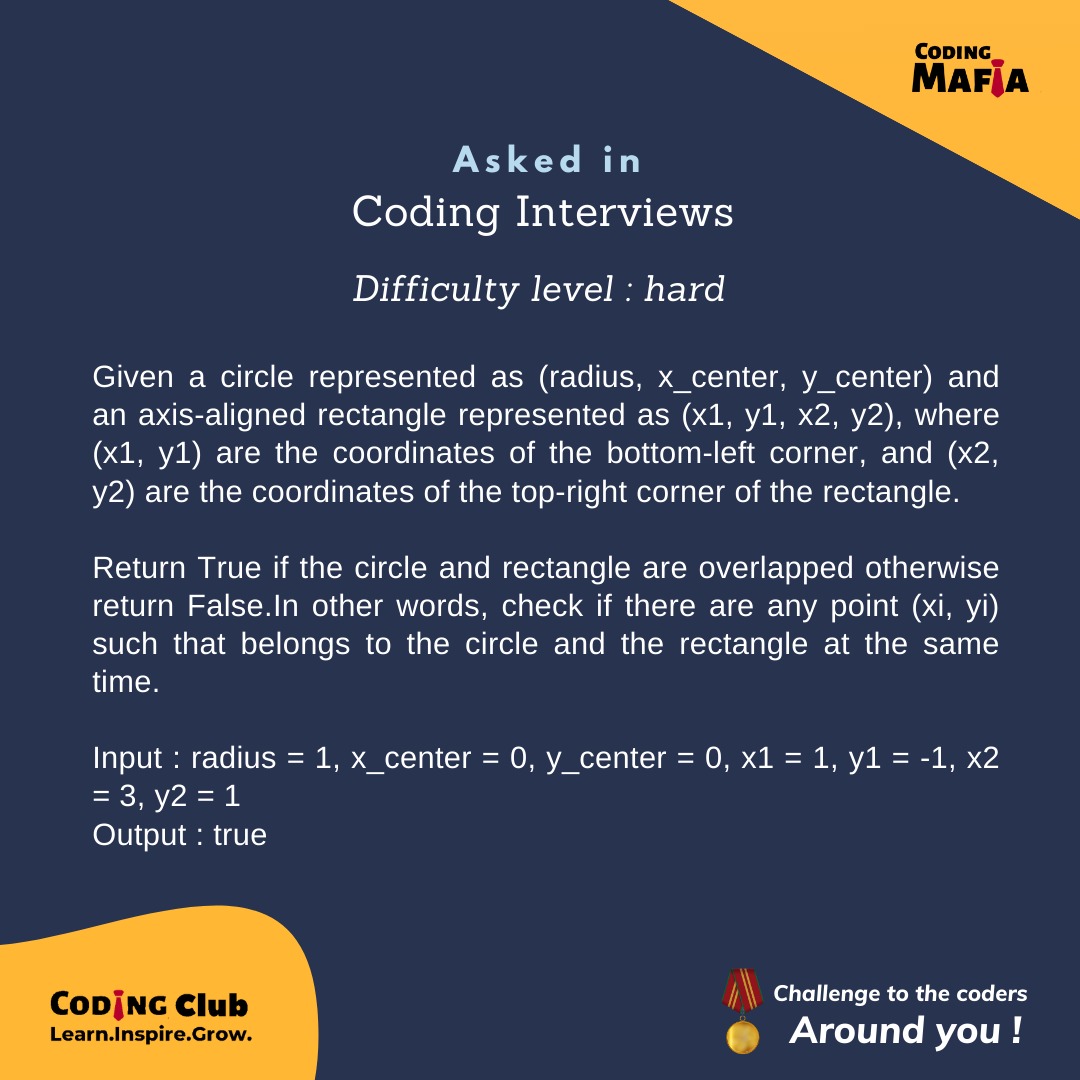 CODING
MAFIA
Asked in
Coding Interviews
Difficulty level : hard
Given a circle represented as (radius, x_center, y_center) and
an axis-aligned rectangle represented as (x1, y1, x2, y2), where
(x1, y1) are the coordinates of the bottom-left corner, and (x2,
y2) are the coordinates of the top-right corner of the rectangle.
Return True if the circle and rectangle are overlapped otherwise
return False.In other words, check if there are any point (xi, yi)
such that belongs to the circle and the rectangle at the same
time.
Input : radius = 1, x_center = 0, y_center = 0, x1 = 1, y1 = -1, x2
= 3, y2 = 1
Output : true
CODING Club
Learn.Inspire.Grow.
Challenge to the coders
Around you !